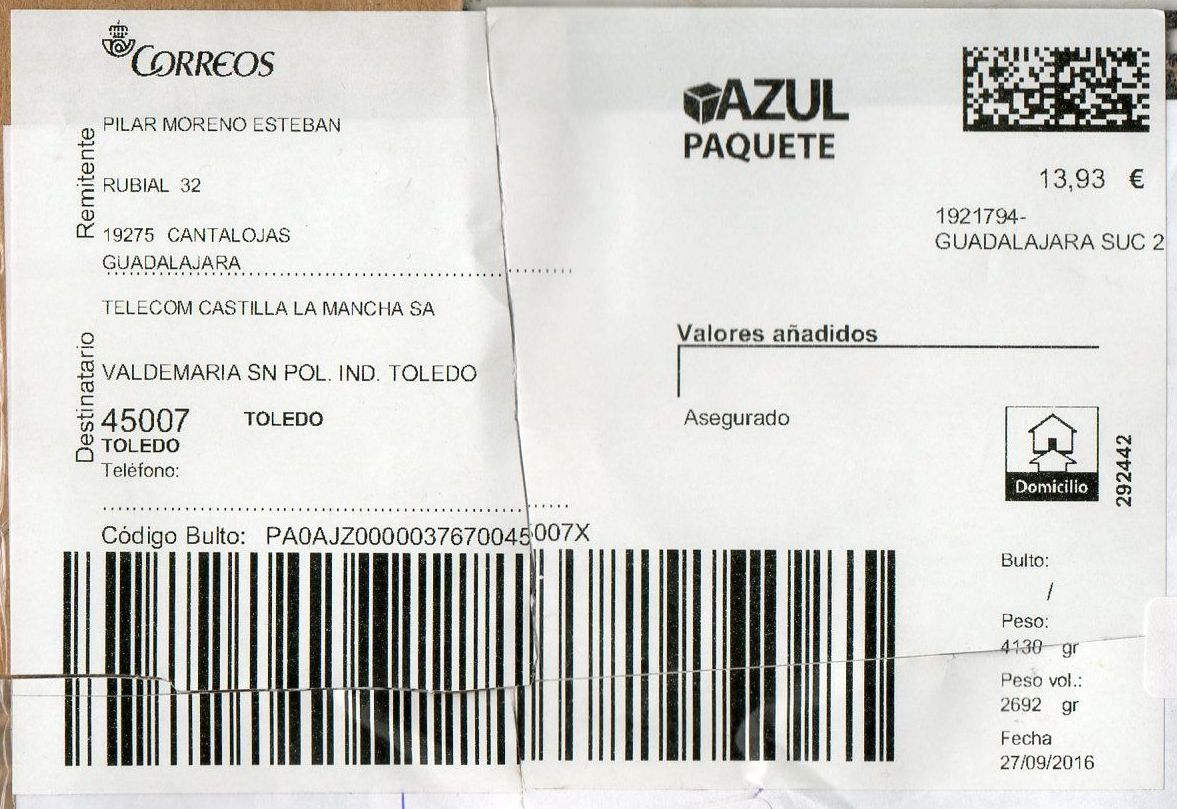 CORREOS
Remitente
PILAR MORENO ESTEBAN
RUBIAL 32
19275 CANTALOJAS
GUADALAJARA
Destinatario
TELECOM CASTILLA LA MANCHA SA
VALDEMARIA SN POL. IND. TOLEDO
45007 TOLEDO
TOLEDO
Teléfono:
Código Bulto: PA0AJZ0000037670045007X
AZUL
PAQUETE
13,93 €
1921794-
GUADALAJARA SUC 2
Valores añadidos
Asegurado
Domicilio
292442
Bulto:
/
Peso:
4130 gr
Peso vol.:
2692 gr
Fecha
27/09/2016